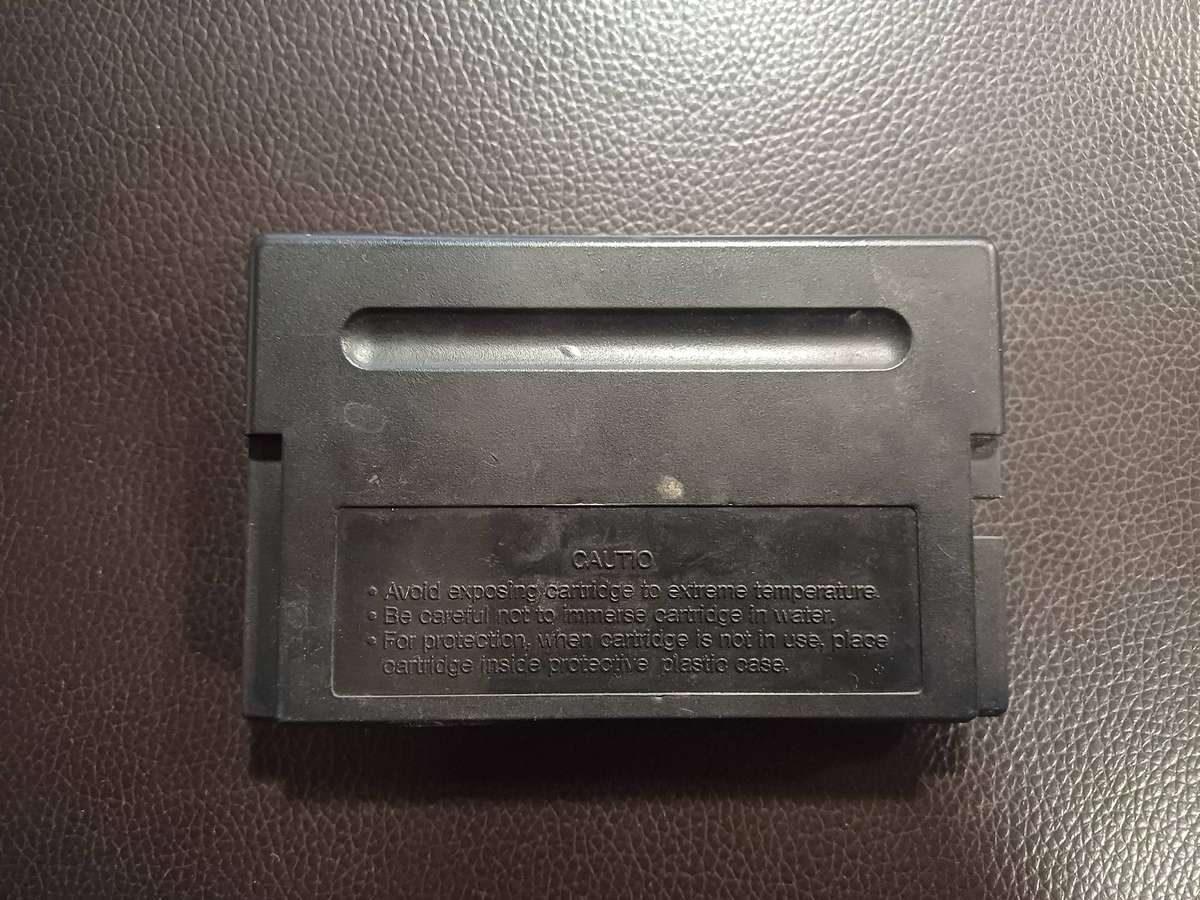 CAUTIO
• Avoid exposing cartridge to extreme temperature.
• Be careful not to immerse cartridge in water.
• For protection, when cartridge is not in use, place
cartridge inside protective plastic case.